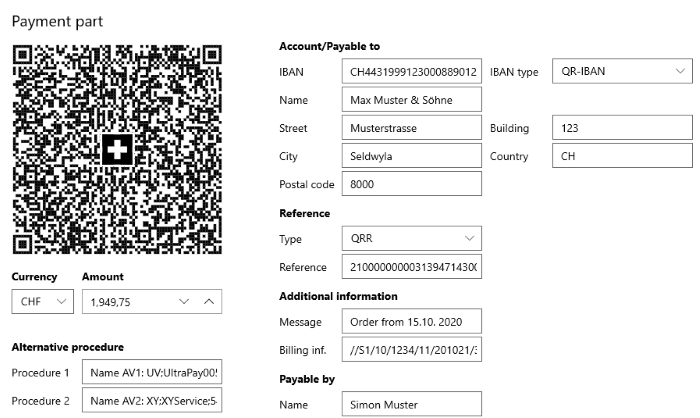 Payment part
Currency Amount
CHF 1,949,75
Alternative procedure
Procedure 1 Name AV1: UV;UltraPay005
Procedure 2 Name AV2: XY;XYService;5
Account/Payable to
IBAN CH4431999123000889012 IBAN type QR-IBAN
Name Max Muster & Söhne
Street Musterstrasse Building 123
City Seldwyla Country CH
Postal code 8000
Reference
Type QRR
Reference 210000000003139471430
Additional information
Message Order from 15.10. 2020
Billing inf. //S1/10/1234/11/201021/
Payable by
Name Simon Muster